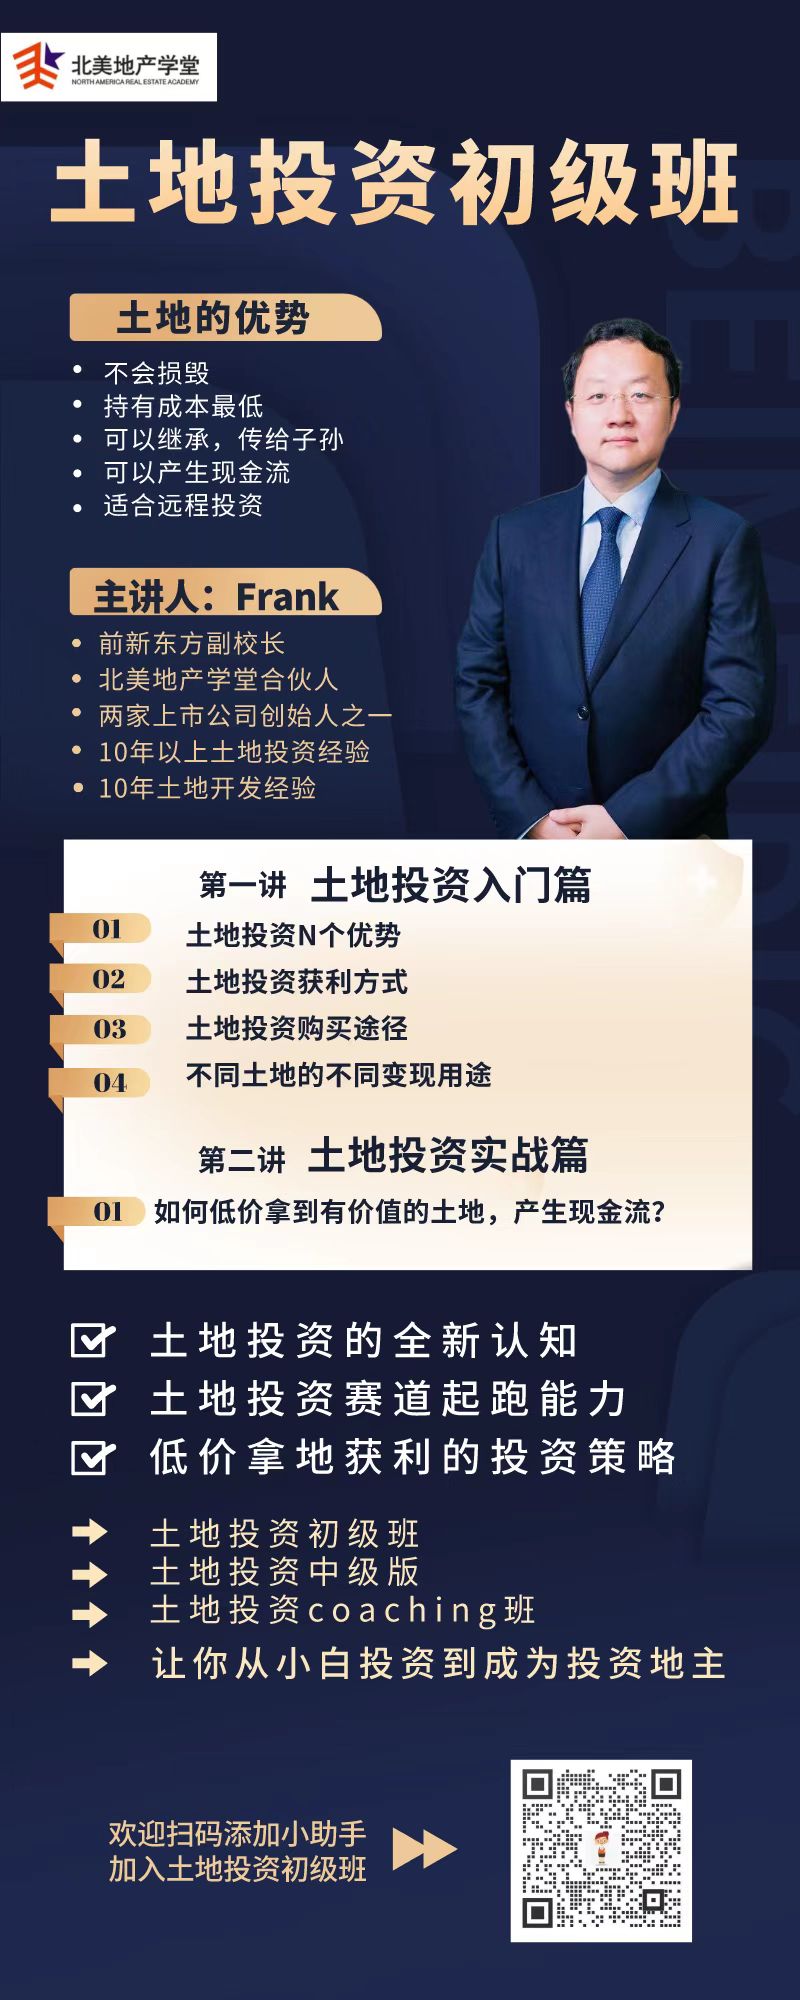 北美地产学堂
NORTH AMERICA REAL ESTATE ACADEMY
土地投资初级班
土地的优势
不会损毁
持有成本最低
可以继承，传给子孙
可以产生现金流
适合远程投资
主讲人：Frank
前新东方副校长
北美地产学堂合伙人
两家上市公司创始人之一
10年以上土地投资经验
10年土地开发经验
第一讲 土地投资入门篇
01 土地投资N个优势
02 土地投资获利方式
03 土地投资购买途径
04 不同土地的不同变现用途
第二讲 土地投资实战篇
01 如何低价拿到有价值的土地，产生现金流？
土地投资的全新认知
土地投资赛道起跑能力
低价拿地获利的投资策略
土地投资初级班
土地投资中级版
土地投资coaching班
让你从小白投资到成为投资地主
欢迎扫码添加小助手
加入土地投资初级班